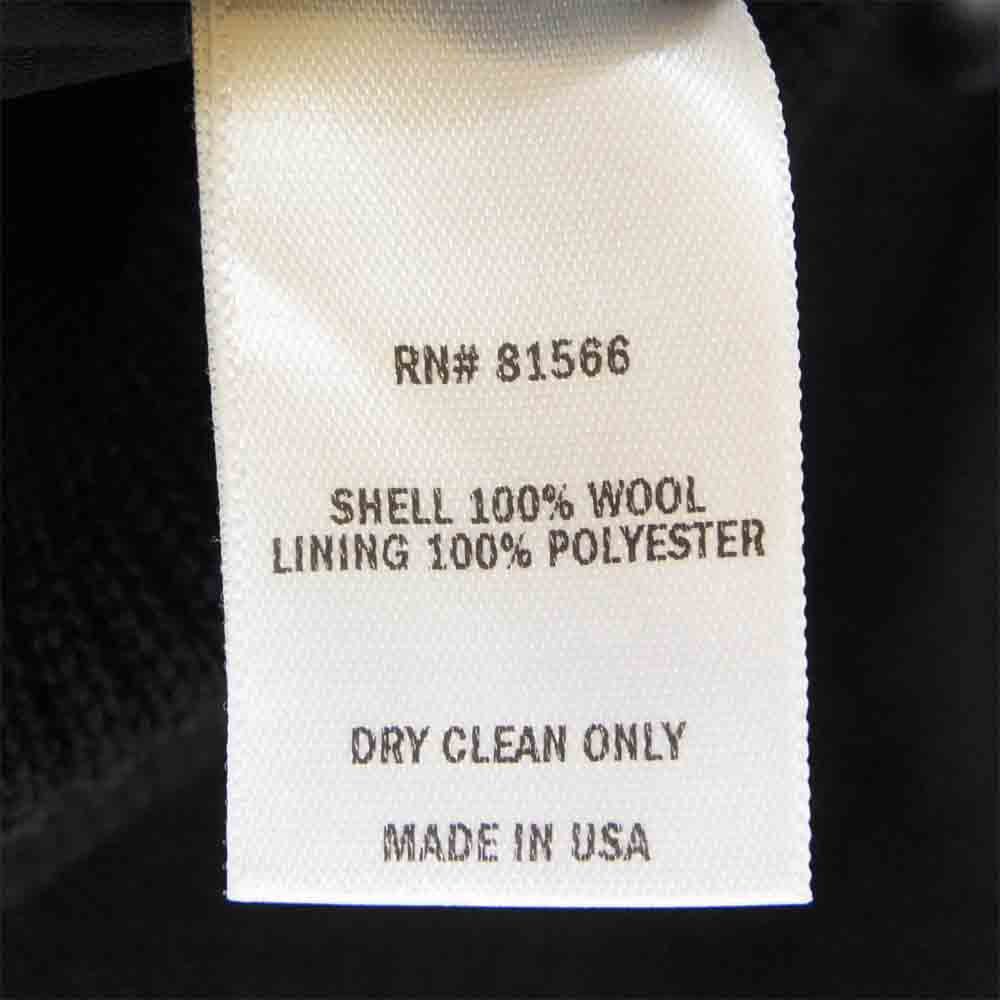 RN# 81566
SHELL 100% WOOL
LINING 100% POLYESTER
DRY CLEAN ONLY
MADE IN USA